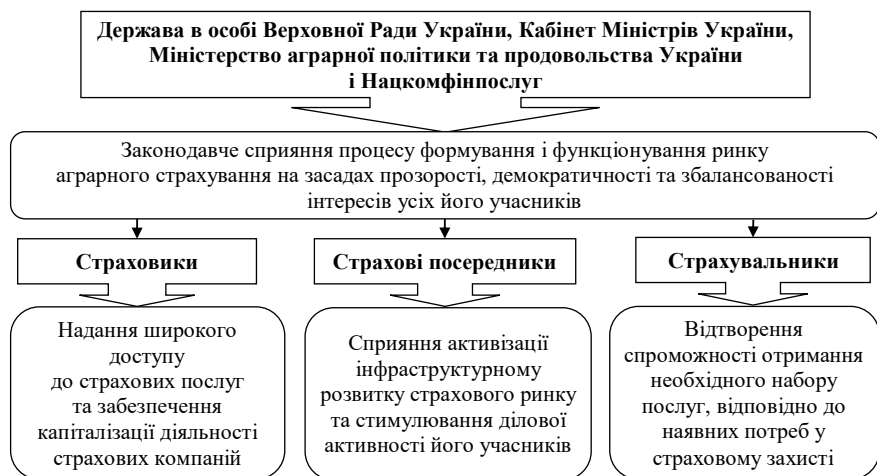 Держава в особі Верховної Ради України, Кабінет Міністрів України,
Міністерство аграрної політики та продовольства України
і Нацкомфінпослуг
Законодавче сприяння процесу формування і функціонування ринку
аграрного страхування на засадах прозорості, демократичності та збалансованості
інтересів усіх його учасників
Страховики
Страхові посередники
Страхувальники
Надання широкого
доступу
до страхових послуг
та забезпечення
капіталізації діяльності
страхових компаній
Сприяння активізації
інфраструктурному
розвитку страхового ринку
та стимулювання ділової
активності його учасників
Відтворення
спроможності отримання
необхідного набору
послуг, відповідно до
наявних потреб у
страховому захисті